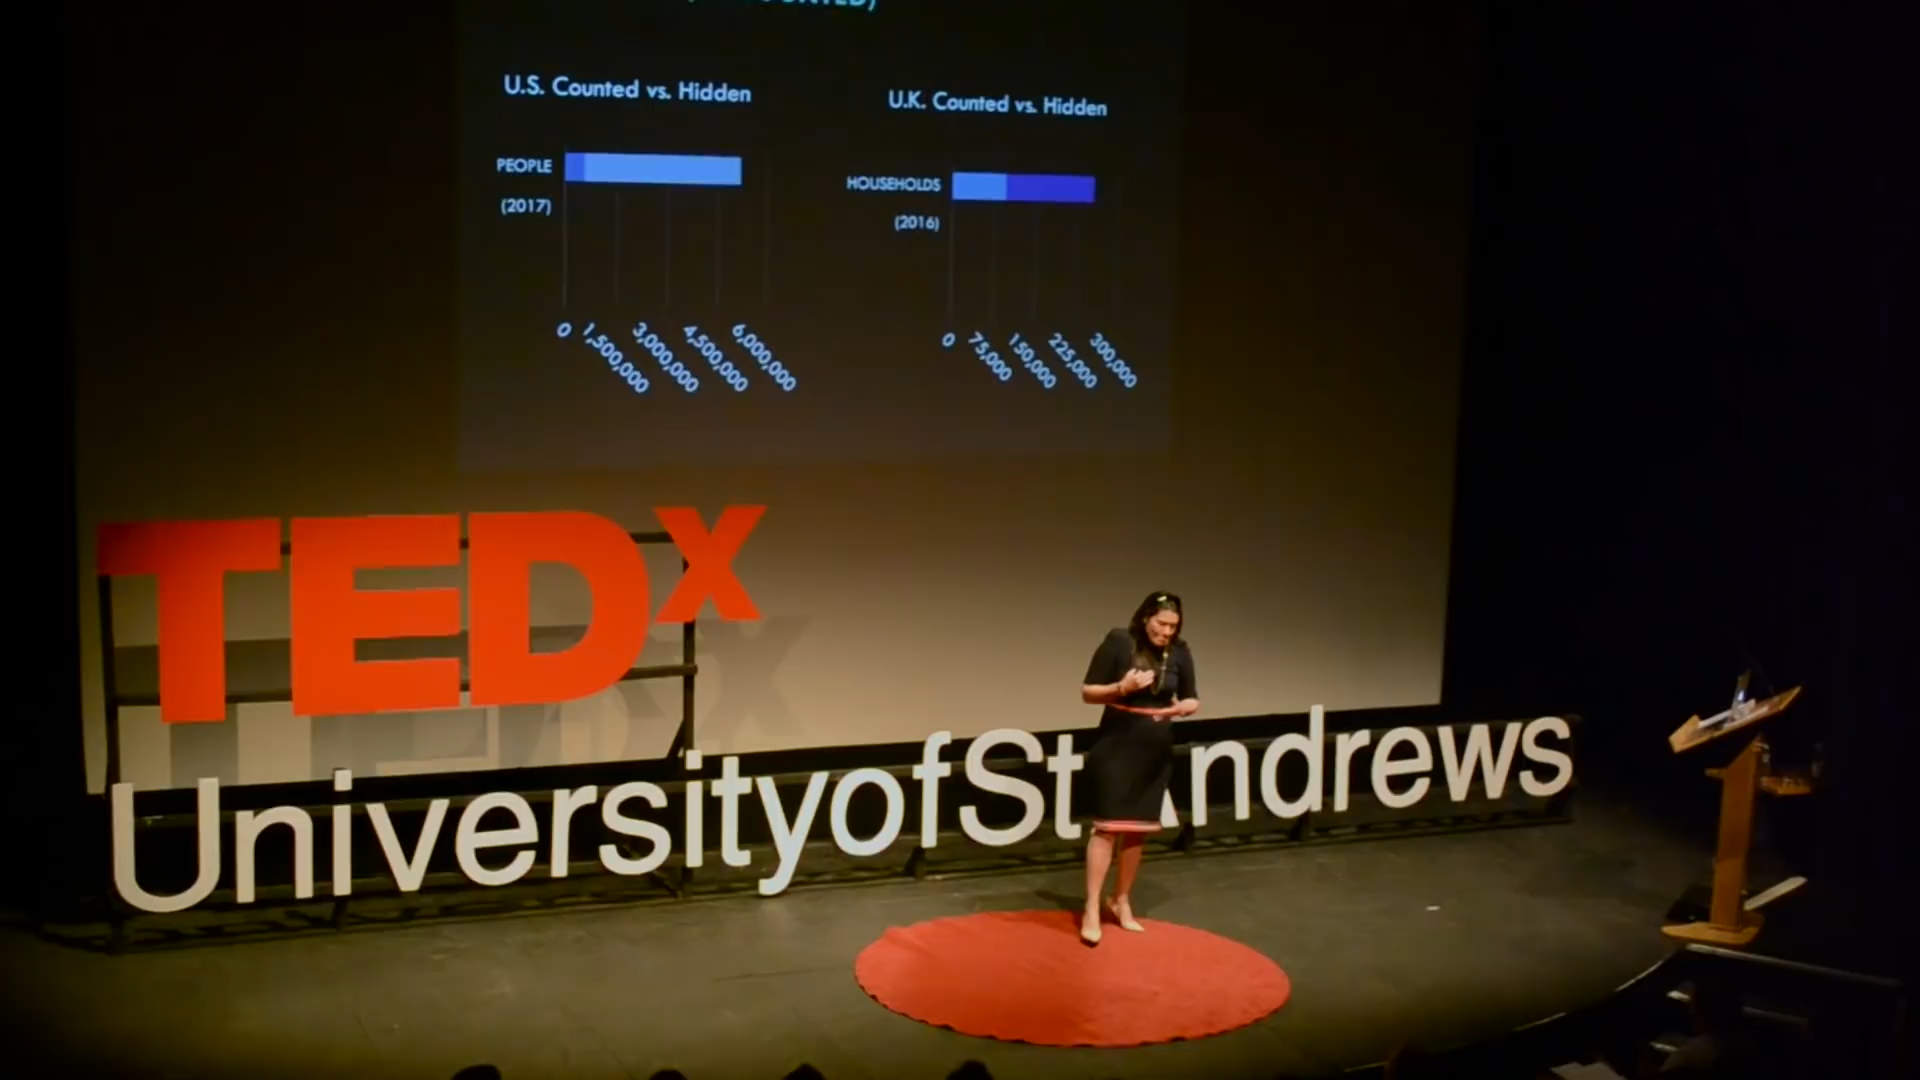 U.S. Counted vs. Hidden
PEOPLE
(2017)
0
1,500,000
3,000,000
4,500,000
6,000,000
U.K. Counted vs. Hidden
HOUSEHOLDS
(2016)
0
75,000
150,000
225,000
300,000
TEDx
UniversityofSt Andrews